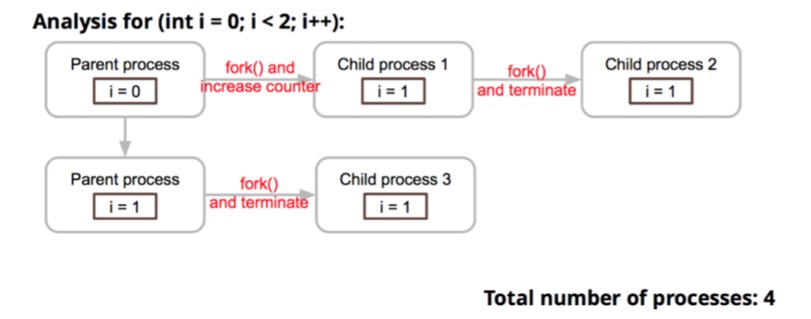 Analysis for (int i = 0; i < 2; i++):
Parent process
i = 0
fork() and
increase counter
Child process 1
i = 1
fork()
and terminate
Child process 2
i = 1
Parent process
i = 1
fork()
and terminate
Child process 3
i = 1
Total number of processes: 4